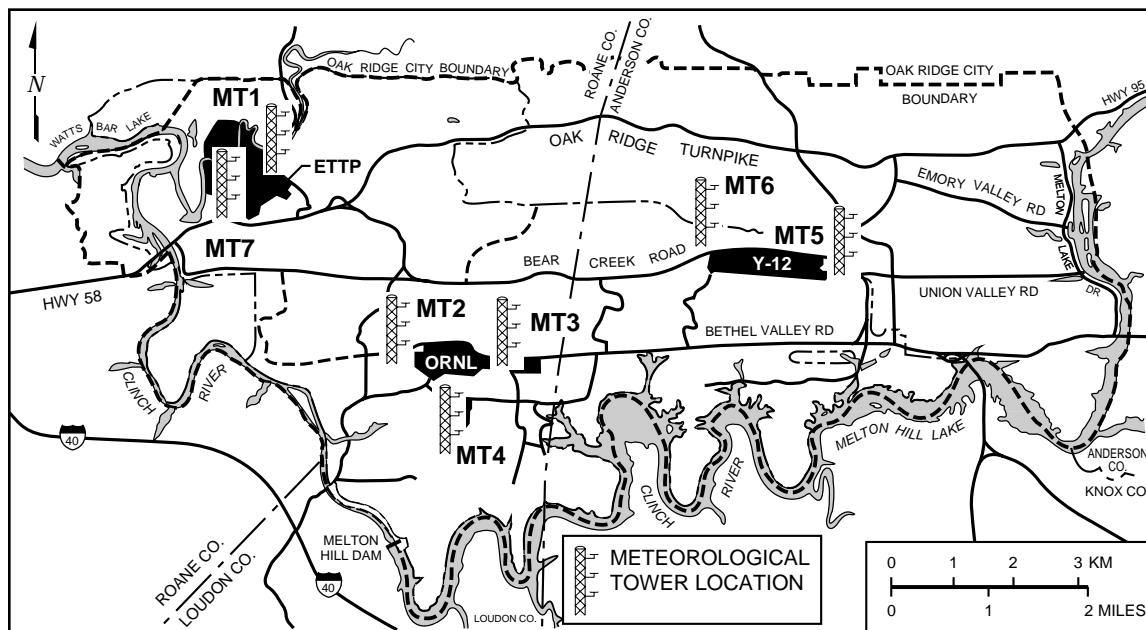 N
OAK RIDGE CITY BOUNDARY
ROANE CO.
ANDERSON CO.
OAK RIDGE CITY
BOUNDARY
HWY 95
WATTS
BAR LAKE
MT1
ETTP
OAK RIDGE TURNPIKE
EMORY VALLEY RD
MELTON
LAKE
DR
MT6
MT5
MT7
BEAR CREEK ROAD
Y-12
HWY 58
UNION VALLEY RD
MT2
MT3
BETHEL VALLEY RD
ORNL
CLINCH
RIVER
MT4
40
MELTON HILL LAKE
ANDERSON
CO.
KNOX CO.
CLINCH
RIVER
MELTON
HILL DAM
ROANE CO.
LOUDON CO.
40
LOUDON CO.
METEOROLOGICAL
TOWER LOCATION
0 1 2 3 KM
0 1 2 MILES